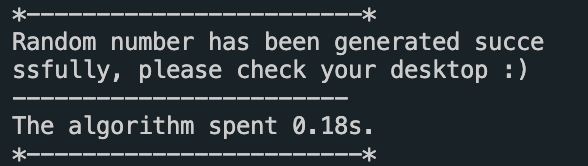 *-------------------------*
Random number has been generated succe
ssfully, please check your desktop :)
-------------------------
The algorithm spent 0.18s.
*-------------------------*